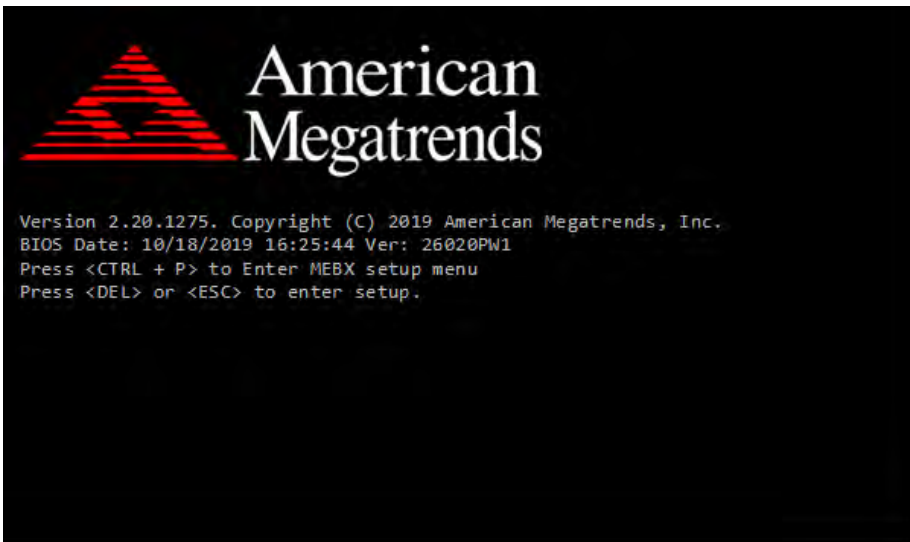 American
Megatrends
Version 2.20.1275. Copyright (C) 2019 American Megatrends, Inc.
BIOS Date: 10/18/2019 16:25:44 Ver: 26020PW1
Press <CTRL + P> to Enter MEBX setup menu
Press <DEL> or <ESC> to enter setup.